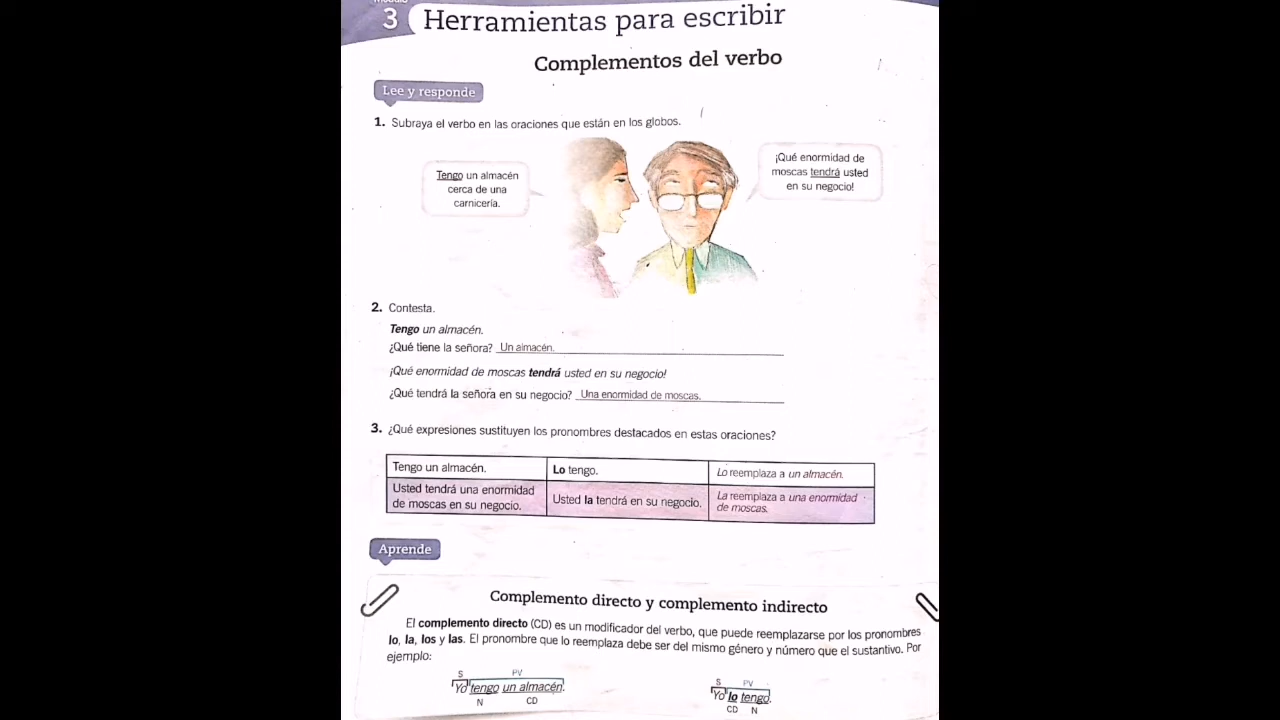 3 Herramientas para escribir
Complementos del verbo
Lee y responde
1. Subraya el verbo en las oraciones que están en los globos.
Tengo un almacén
cerca de una
carnicería.
¡Qué enormidad de
moscas tendrá usted
en su negocio!
2. Contesta.
Tengo un almacén.
¿Qué tiene la señora? Un almacén.
¡Qué enormidad de moscas tendrá usted en su negocio!
¿Qué tendrá la señora en su negocio? Una enormidad de moscas.
3. ¿Qué expresiones sustituyen los pronombres destacados en estas oraciones?
Tengo un almacén. Lo tengo. Lo reemplaza a un almacén.
Usted tendrá una enormidad
de moscas en su negocio.
Usted la tendrá en su negocio.
La reemplaza a una enormidad
de moscas.
Aprende
Complemento directo y complemento indirecto
El complemento directo (CD) es un modificador del verbo, que puede reemplazarse por los pronombres
lo, la, los y las. El pronombre que lo reemplaza debe ser del mismo género y número que el sustantivo. Por
ejemplo:
S PV
Yo tengo un almacén.
N CD
S PV
Yo lo tengo.
CD N